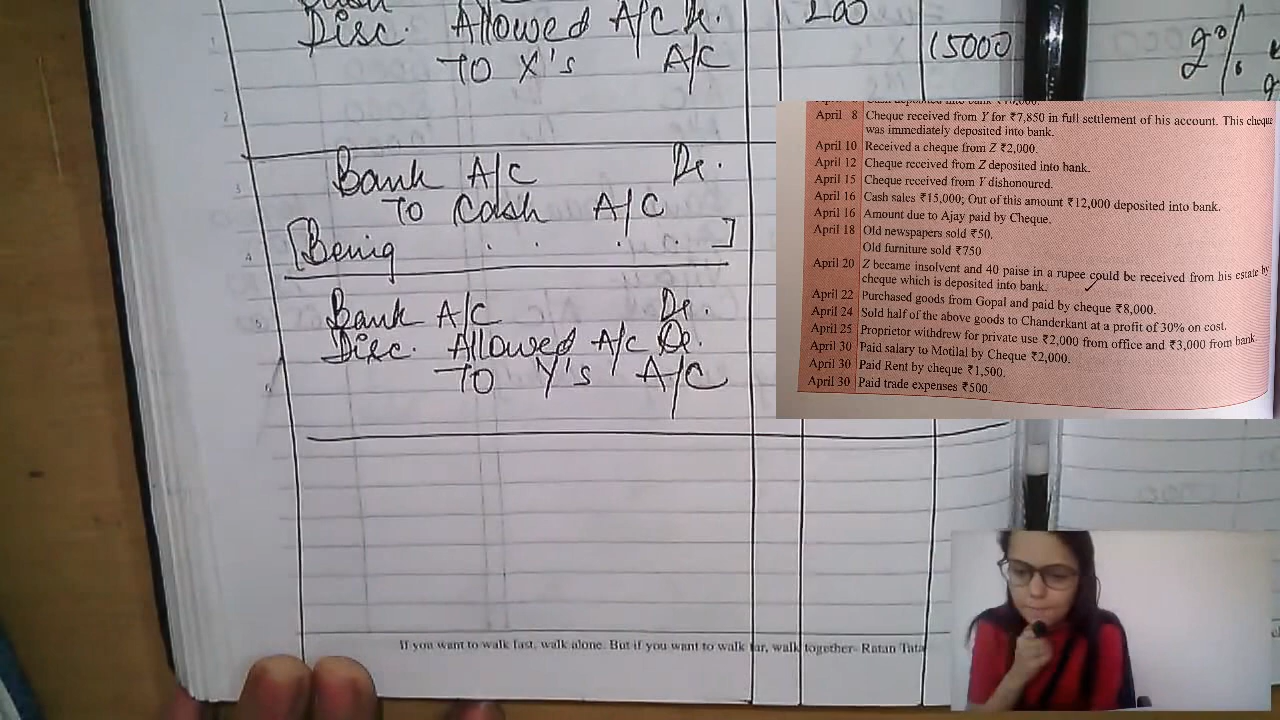 Disc. Allowed A/C Dr. 200
To X's A/C 15000
2%
Bank A/C Dr.
To Cash A/C
[Being . . . . ]
Bank A/C Dr.
Disc. Allowed A/C Dr.
To Y's A/C
April 8 Cheque received from Y for ₹7,850 in full settlement of his account. This cheque
was immediately deposited into bank.
April 10 Received a cheque from Z ₹2,000.
April 12 Cheque received from Z deposited into bank.
April 15 Cheque received from Y dishonoured.
April 16 Cash sales ₹15,000; Out of this amount ₹12,000 deposited into bank.
April 16 Amount due to Ajay paid by Cheque.
April 18 Old newspapers sold ₹50.
Old furniture sold ₹750
April 20 Z became insolvent and 40 paise in a rupee could be received from his estate by
cheque which is deposited into bank.
April 22 Purchased goods from Gopal and paid by cheque ₹8,000.
April 24 Sold half of the above goods to Chanderkant at a profit of 30% on cost.
April 25 Proprietor withdrew for private use ₹2,000 from office and ₹3,000 from bank.
April 30 Paid salary to Motilal by Cheque ₹2,000.
April 30 Paid Rent by cheque ₹1,500.
April 30 Paid trade expenses ₹500.
If you want to walk fast, walk alone. But if you want to walk far, walk together- Ratan Tata